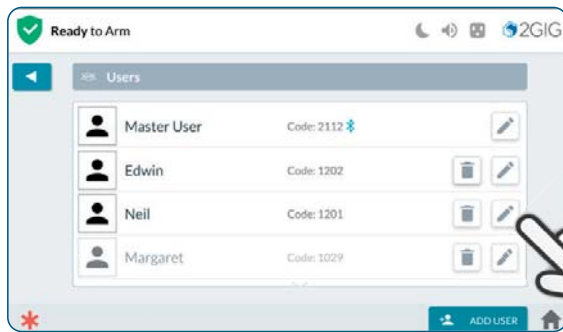 Ready to Arm
2GIG
Users
Master User Code: 2112
Edwin Code: 1202
Neil Code: 1201
Margaret Code: 1029
ADD USER